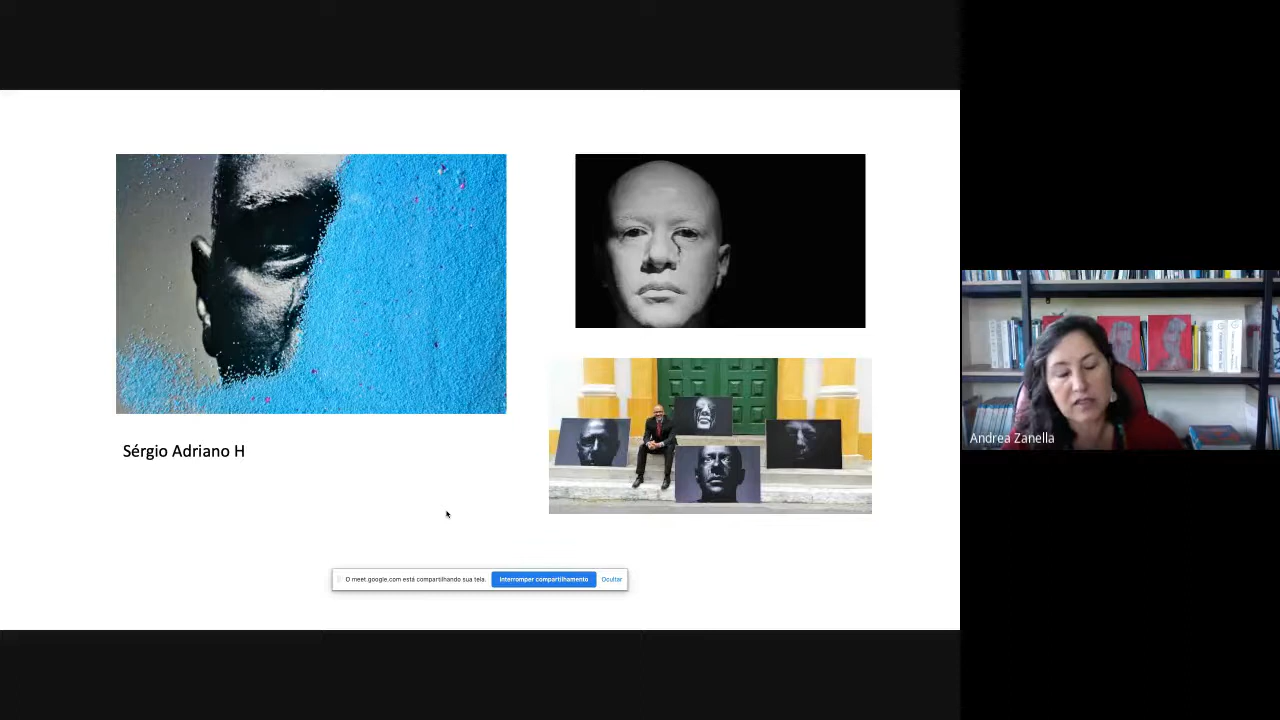 Sérgio Adriano H
Andrea Zanella
O meet.google.com está compartilhando sua tela. Interromper compartilhamento Ocultar